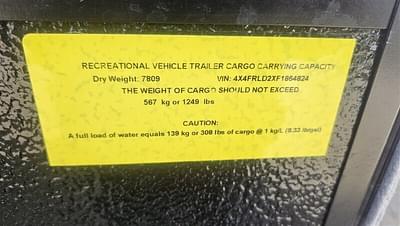 RECREATIONAL VEHICLE TRAILER CARGO CARRYING CAPACITY
Dry Weight: 7809 VIN: 4X4FRLD2XF1864824
THE WEIGHT OF CARGO SHOULD NOT EXCEED
567 kg or 1249 lbs
CAUTION:
A full load of water equals 139 kg or 308 lbs of cargo @ 1 kg/L (8.33 lb/gal)